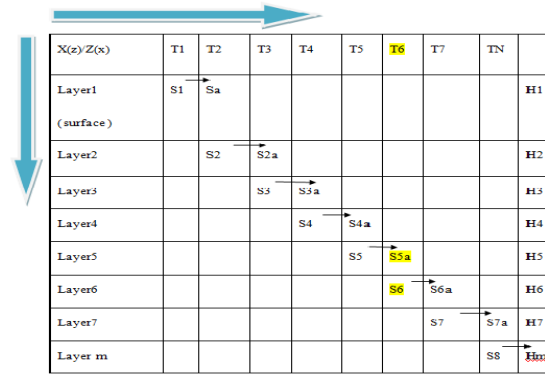 X(z)/Z(x) T1 T2 T3 T4 T5 T6 T7 TN
Layer1 S1 Sa H1
(surface)
Layer2 S2 S2a H2
Layer3 S3 S3a H3
Layer4 S4 S4a H4
Layer5 S5 S5a H5
Layer6 S6 S6a H6
Layer7 S7 S7a H7
Layer m S8 Hm